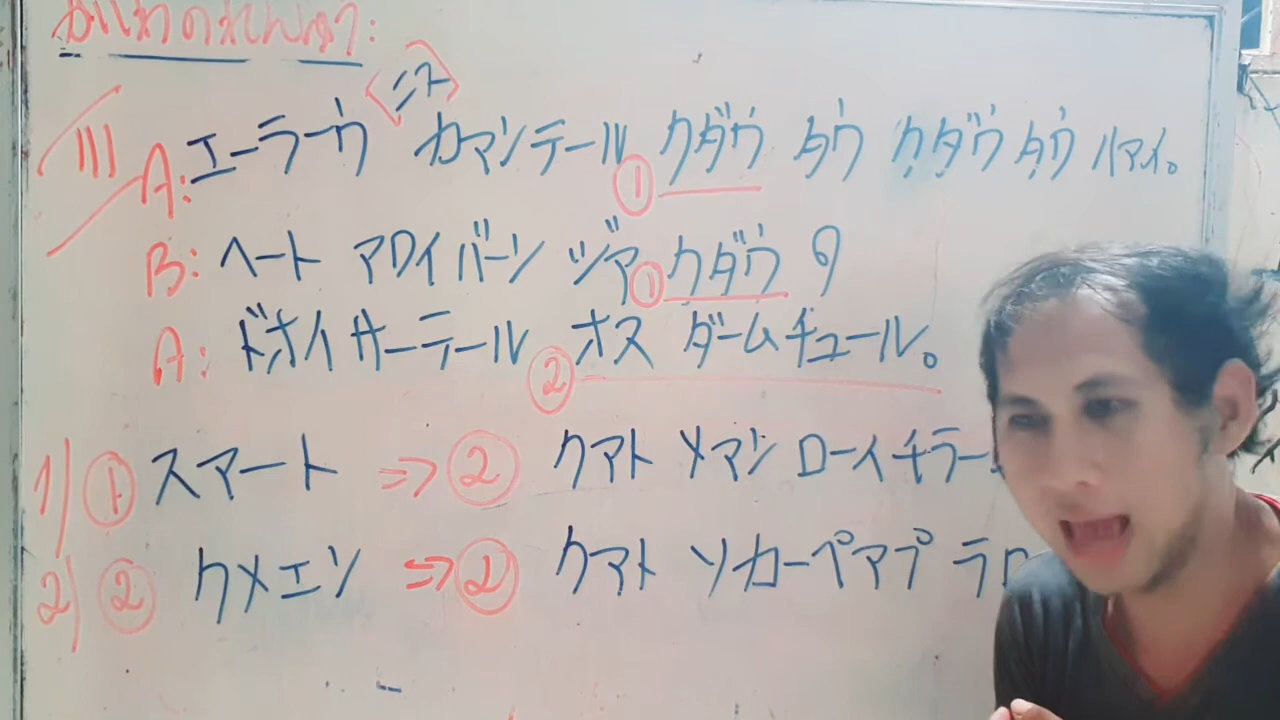 かいわのれんしゅう:
III A: エーラーウ <ニヌ> カマンテール ①クダウ タウ クダウ タウ ハマイ。
B: ヘート アロイバーン ジア ①クダウ の
A: ドオイサーテール ②オス ダームチュール。
1) ① スマート ⇒ ② クマト メマン ローイチラー
2) ② クメエン ⇒ ② クマト ソカーペアプ